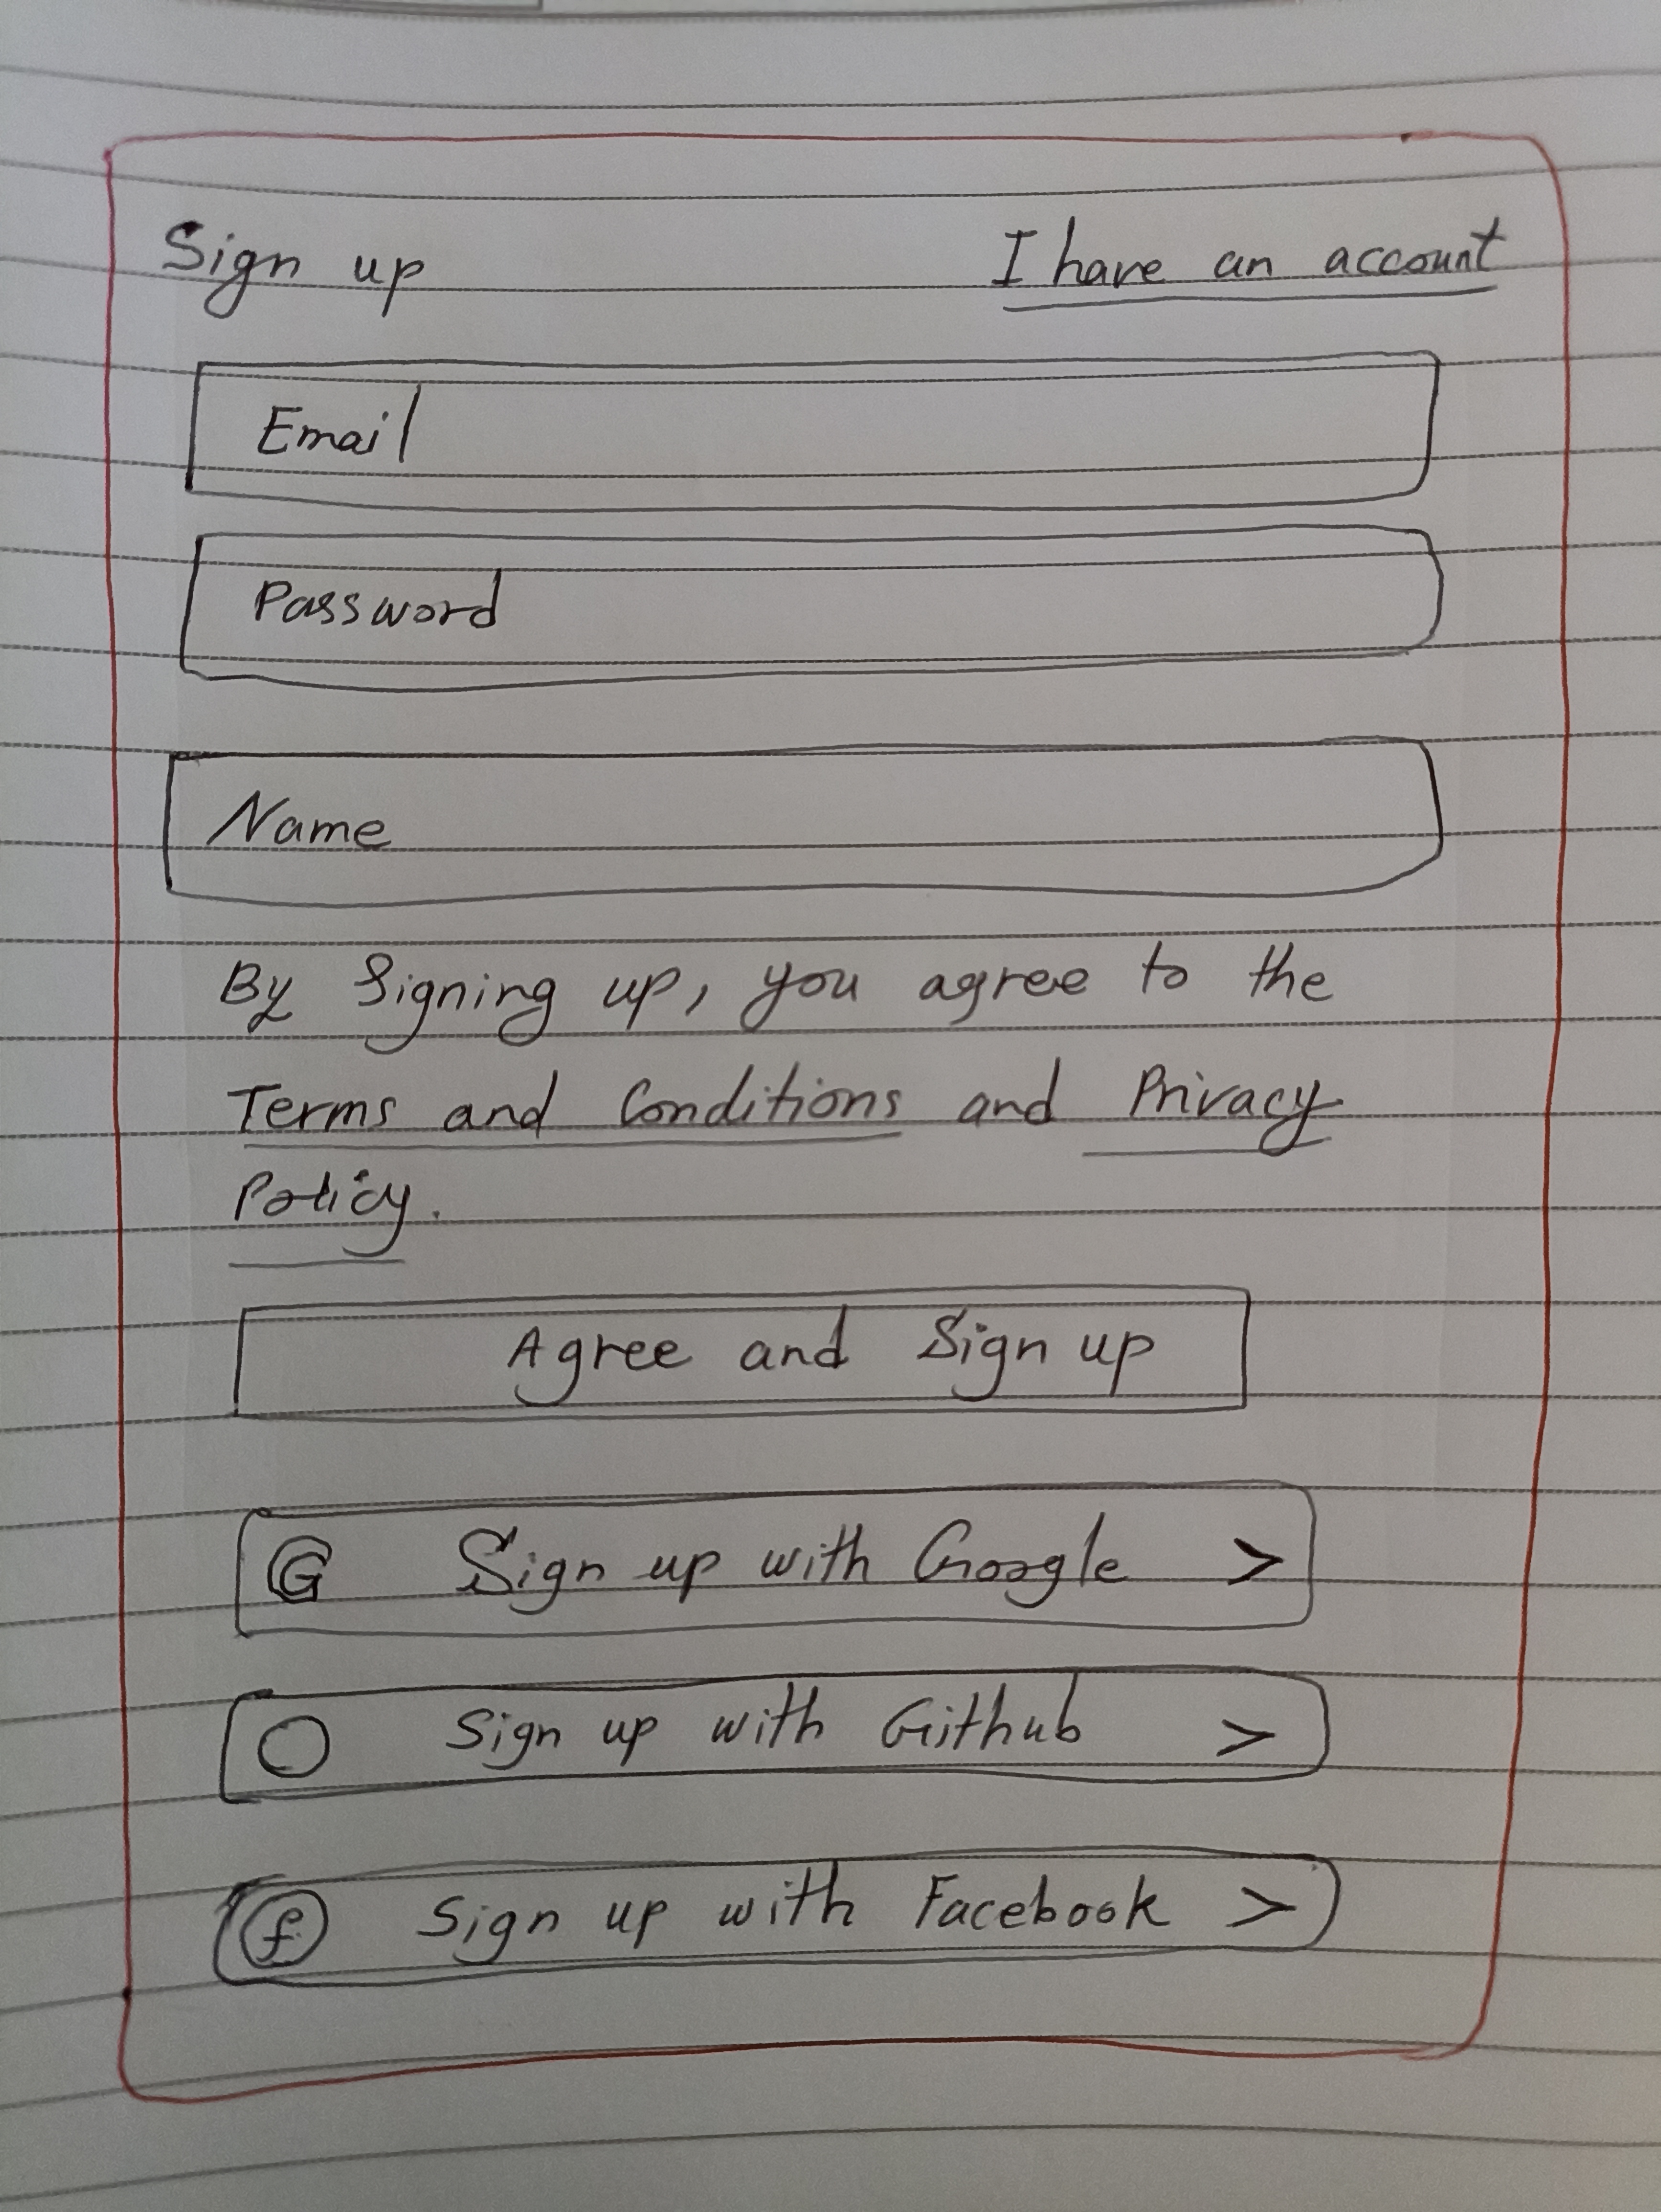 Sign up I have an account
Email
Password
Name
By Signing up, you agree to the
Terms and Conditions and Privacy
Policy.
Agree and Sign up
G Sign up with Google >
Sign up with Github >
f Sign up with Facebook >